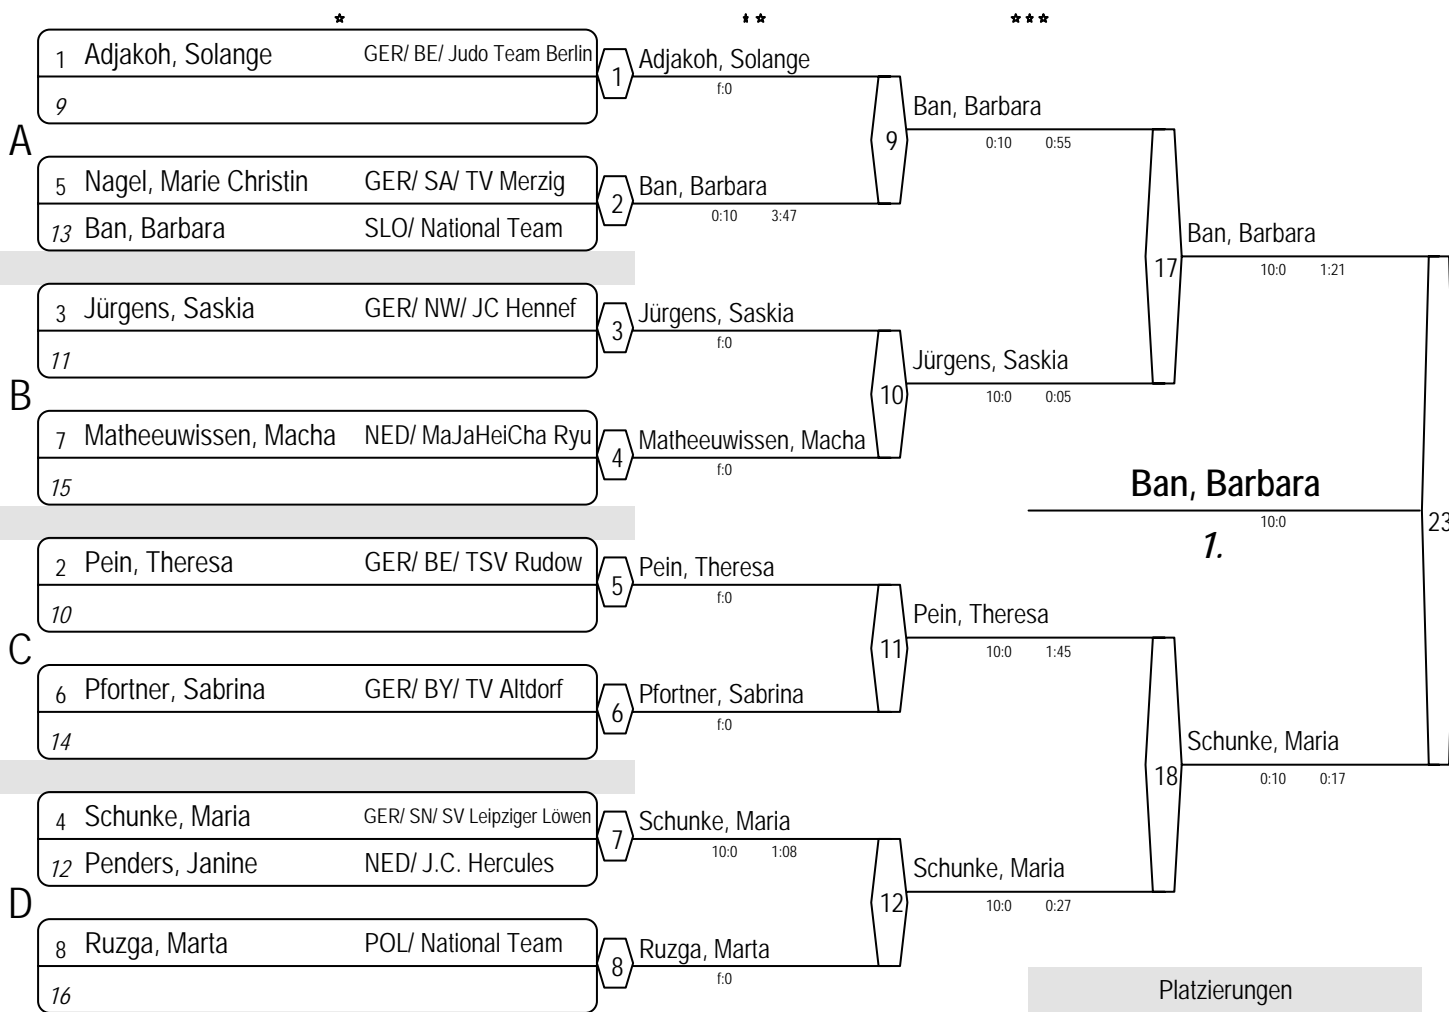 * ** ***
1 Adjakoh, Solange GER/ BE/ Judo Team Berlin
9
1
Adjakoh, Solange
f:0
A
5 Nagel, Marie Christin GER/ SA/ TV Merzig
13 Ban, Barbara SLO/ National Team
2
Ban, Barbara
0:10 3:47
9
Ban, Barbara
0:10 0:55
3 Jürgens, Saskia GER/ NW/ JC Hennef
11
3
Jürgens, Saskia
f:0
B
7 Matheeuwissen, Macha NED/ MaJaHeiCha Ryu
15
4
Matheeuwissen, Macha
f:0
10
Jürgens, Saskia
10:0 0:05
17
Ban, Barbara
10:0 1:21
2 Pein, Theresa GER/ BE/ TSV Rudow
10
5
Pein, Theresa
f:0
C
6 Pfortner, Sabrina GER/ BY/ TV Altdorf
14
6
Pfortner, Sabrina
f:0
11
Pein, Theresa
10:0 1:45
4 Schunke, Maria GER/ SN/ SV Leipziger Löwen
12 Penders, Janine NED/ J.C. Hercules
7
Schunke, Maria
10:0 1:08
D
8 Ruzga, Marta POL/ National Team
16
8
Ruzga, Marta
f:0
12
Schunke, Maria
10:0 0:27
18
Schunke, Maria
0:10 0:17
23
Ban, Barbara
10:0
1.
Platzierungen